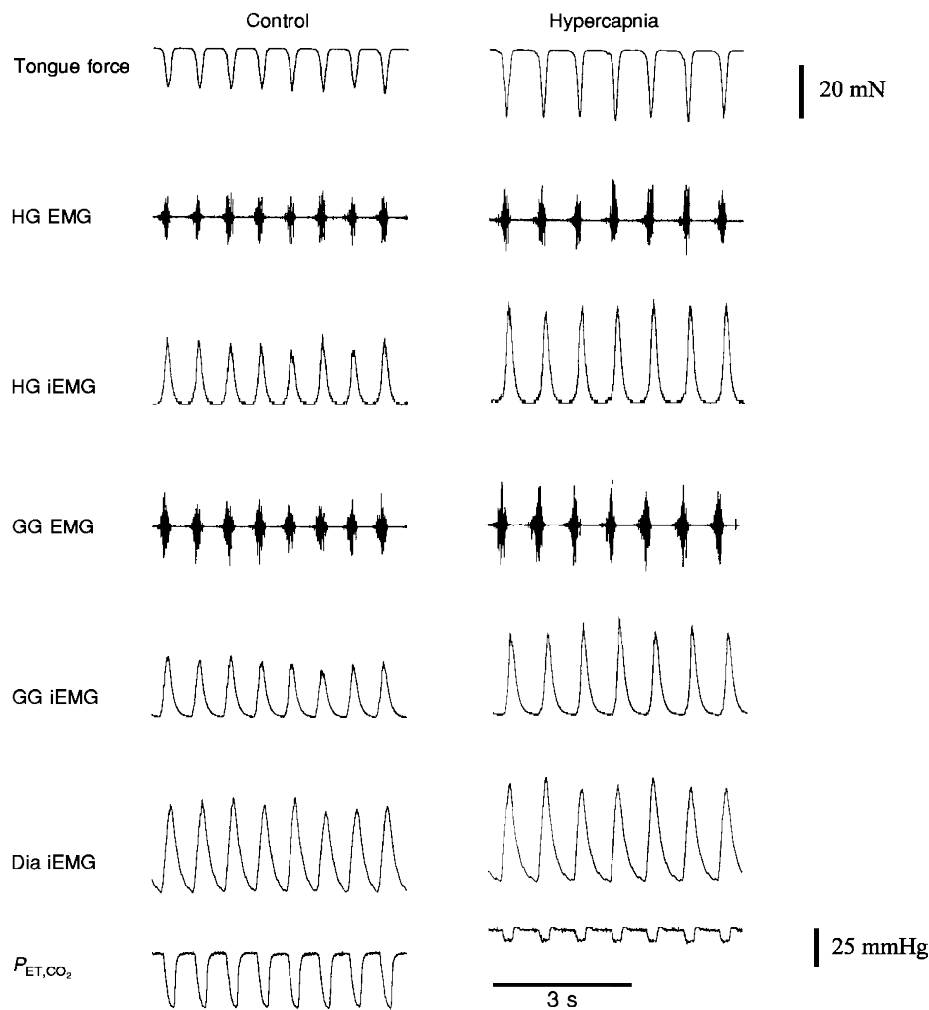 Control
Hypercapnia
Tongue force
20 mN
HG EMG
HG iEMG
GG EMG
GG iEMG
Dia iEMG
25 mmHg
P_ET,CO₂
3 s